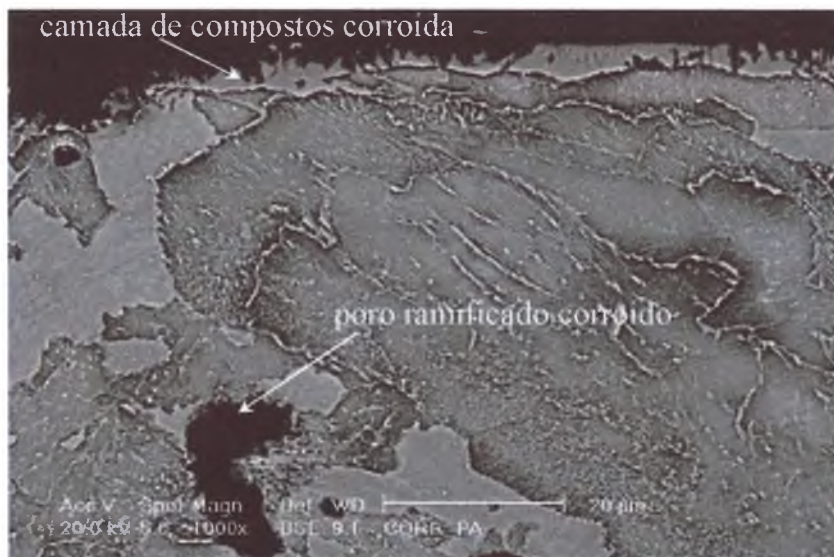 camada de compostos corroida
poro ramificado corroido
Acc V Spot Magn Det WD 20 µm
20.0 kV 5.0 1000x BSE 9.1 CORR PA